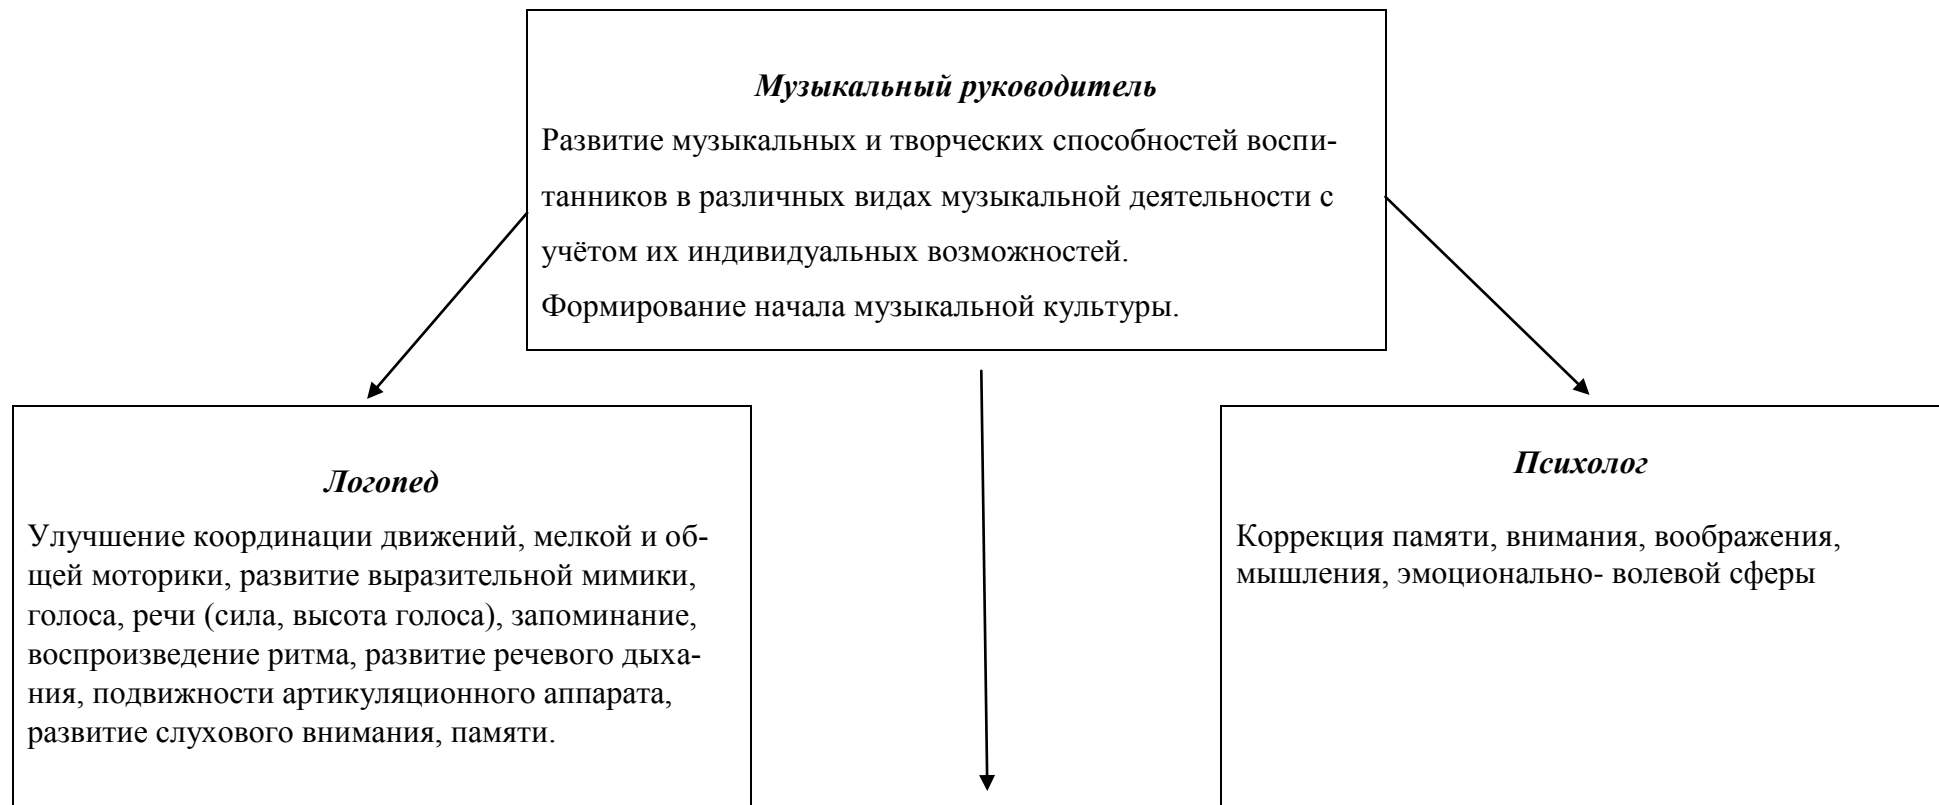 Музыкальный руководитель
Развитие музыкальных и творческих способностей воспи-
танников в различных видах музыкальной деятельности с
учётом их индивидуальных возможностей.
Формирование начала музыкальной культуры.
Логопед
Улучшение координации движений, мелкой и об-
щей моторики, развитие выразительной мимики,
голоса, речи (сила, высота голоса), запоминание,
воспроизведение ритма, развитие речевого дыха-
ния, подвижности артикуляционного аппарата,
развитие слухового внимания, памяти.
Психолог
Коррекция памяти, внимания, воображения,
мышления, эмоционально- волевой сферы